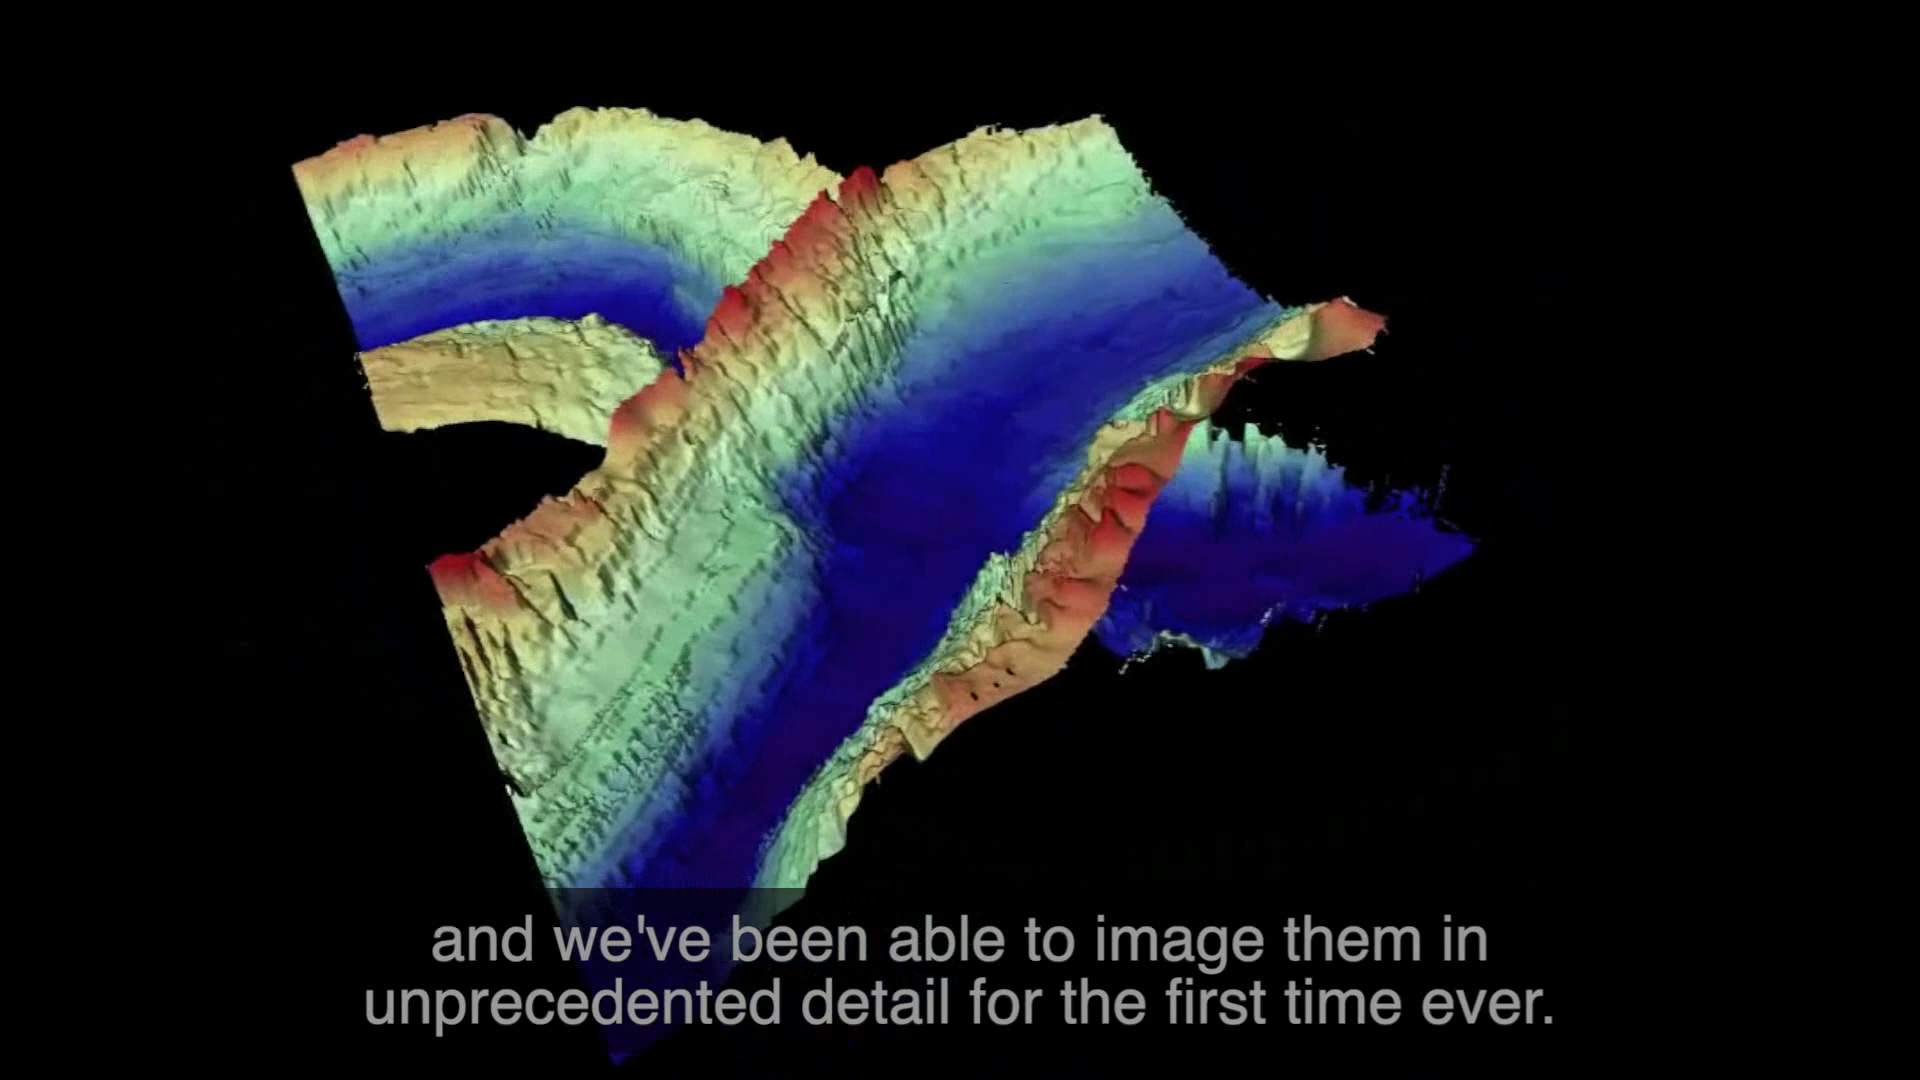 and we've been able to image them in
unprecedented detail for the first time ever.